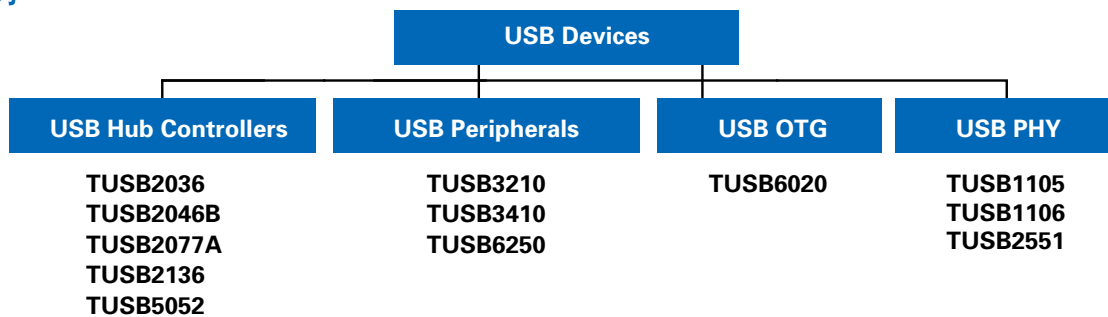 USB Devices
USB Hub Controllers
TUSB2036
TUSB2046B
TUSB2077A
TUSB2136
TUSB5052
USB Peripherals
TUSB3210
TUSB3410
TUSB6250
USB OTG
TUSB6020
USB PHY
TUSB1105
TUSB1106
TUSB2551